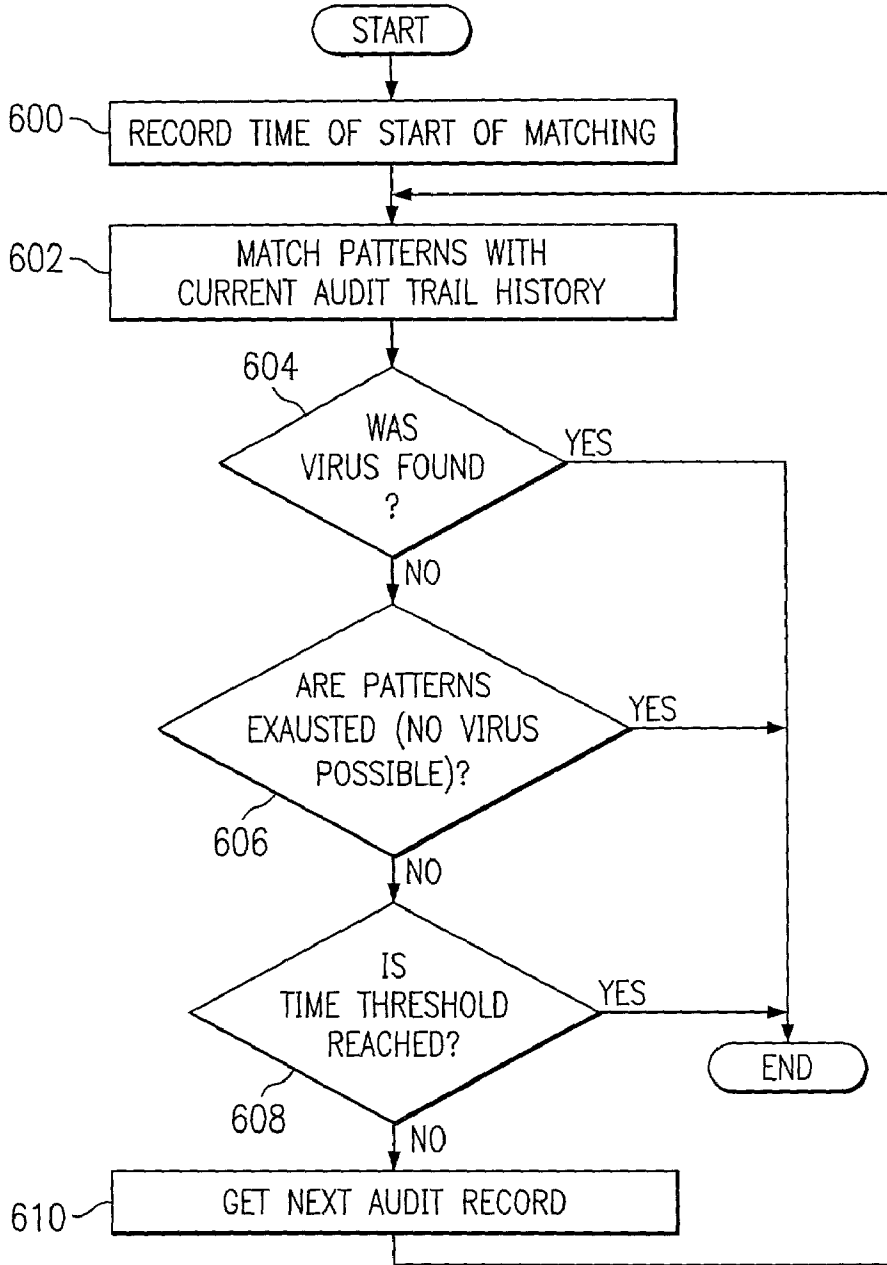 START
600
RECORD TIME OF START OF MATCHING
602
MATCH PATTERNS WITH
CURRENT AUDIT TRAIL HISTORY
604
WAS
VIRUS FOUND
?
YES
NO
ARE PATTERNS
EXAUSTED (NO VIRUS
POSSIBLE)?
YES
606
NO
IS
TIME THRESHOLD
REACHED?
YES
END
608
NO
610
GET NEXT AUDIT RECORD